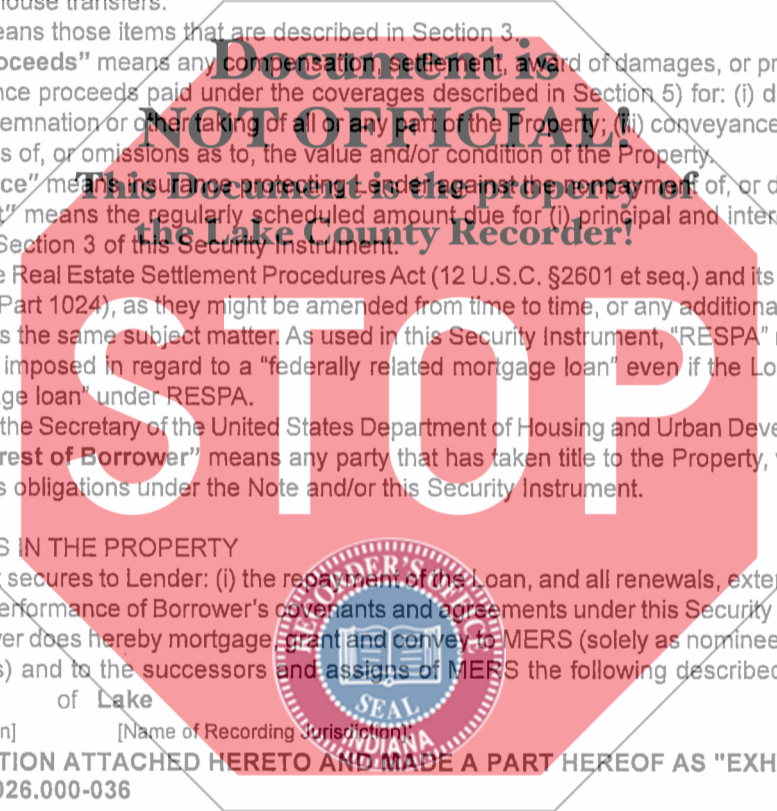 house transfers.
eans those items that are described in Section 3.
oceeds” means any compensation, settlement, award of damages, or pr
nce proceeds paid under the coverages described in Section 5) for: (i) d
emnation or other taking of all or any part of the Property; (iii) conveyance
s of, or omissions as to, the value and/or condition of the Property.
ce” means insurance protecting Lender against the nonpayment of, or d
t” means the regularly scheduled amount due for (i) principal and inter
Section 3 of this Security Instrument.
e Real Estate Settlement Procedures Act (12 U.S.C. §2601 et seq.) and its
Part 1024), as they might be amended from time to time, or any additiona
s the same subject matter. As used in this Security Instrument, “RESPA”
imposed in regard to a “federally related mortgage loan” even if the Lo
ge loan” under RESPA.
the Secretary of the United States Department of Housing and Urban Deve
rest of Borrower” means any party that has taken title to the Property,
s obligations under the Note and/or this Security Instrument.
S IN THE PROPERTY
secures to Lender: (i) the repayment of the Loan, and all renewals, exte
erformance of Borrower’s covenants and agreements under this Security
ver does hereby mortgage, grant and convey to MERS (solely as nominee
s) and to the successors and assigns of MERS the following described
of Lake
n] [Name of Recording Jurisdiction]:
TION ATTACHED HERETO AND MADE A PART HEREOF AS "EXH
026.000-036
Document is
NOT OFFICIAL!
This Document is the property of
the Lake County Recorder!
STOP
RECORDER'S OFFICE
SEAL
INDIANA